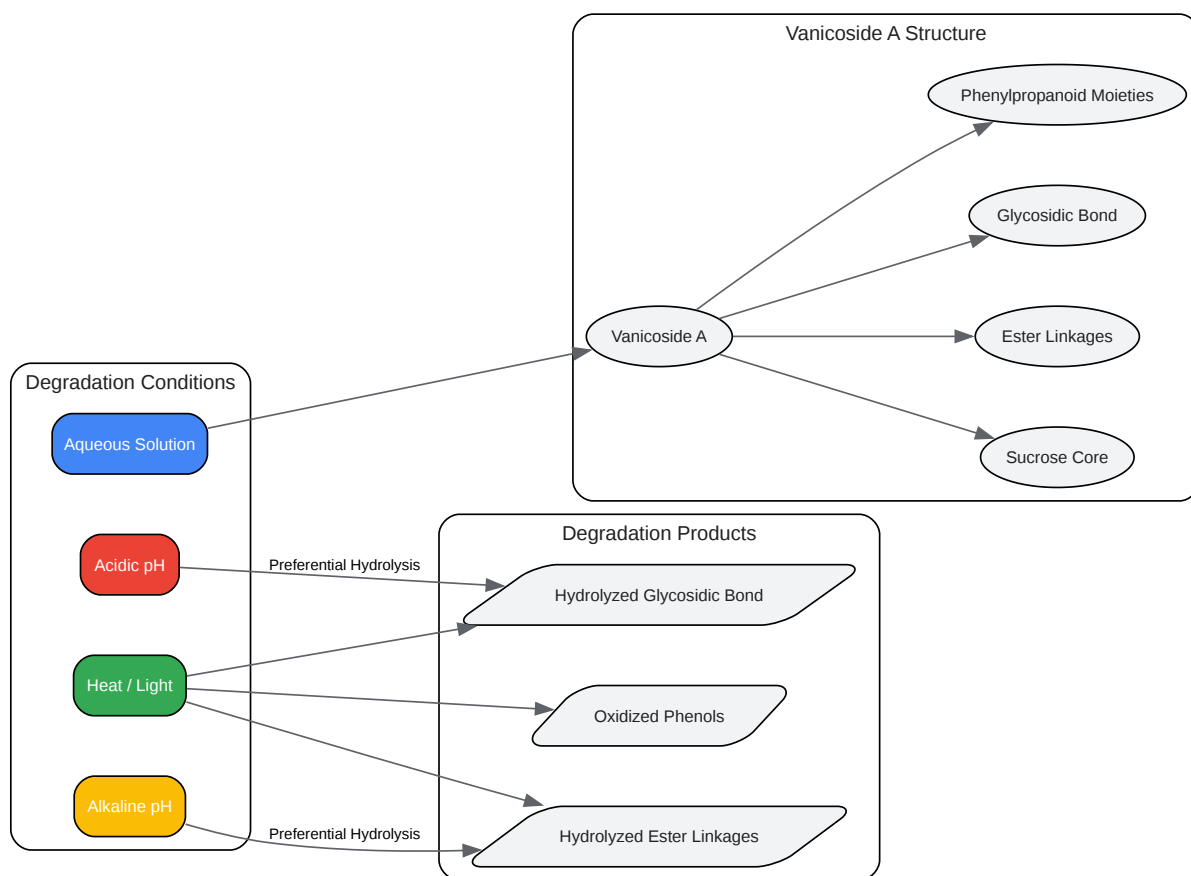 Vanicoside A Structure
Phenylpropanoid Moieties
Glycosidic Bond
Vanicoside A
Ester Linkages
Sucrose Core
Degradation Conditions
Aqueous Solution
Acidic pH
Heat / Light
Alkaline pH
Preferential Hydrolysis
Preferential Hydrolysis
Degradation Products
Hydrolyzed Glycosidic Bond
Oxidized Phenols
Hydrolyzed Ester Linkages